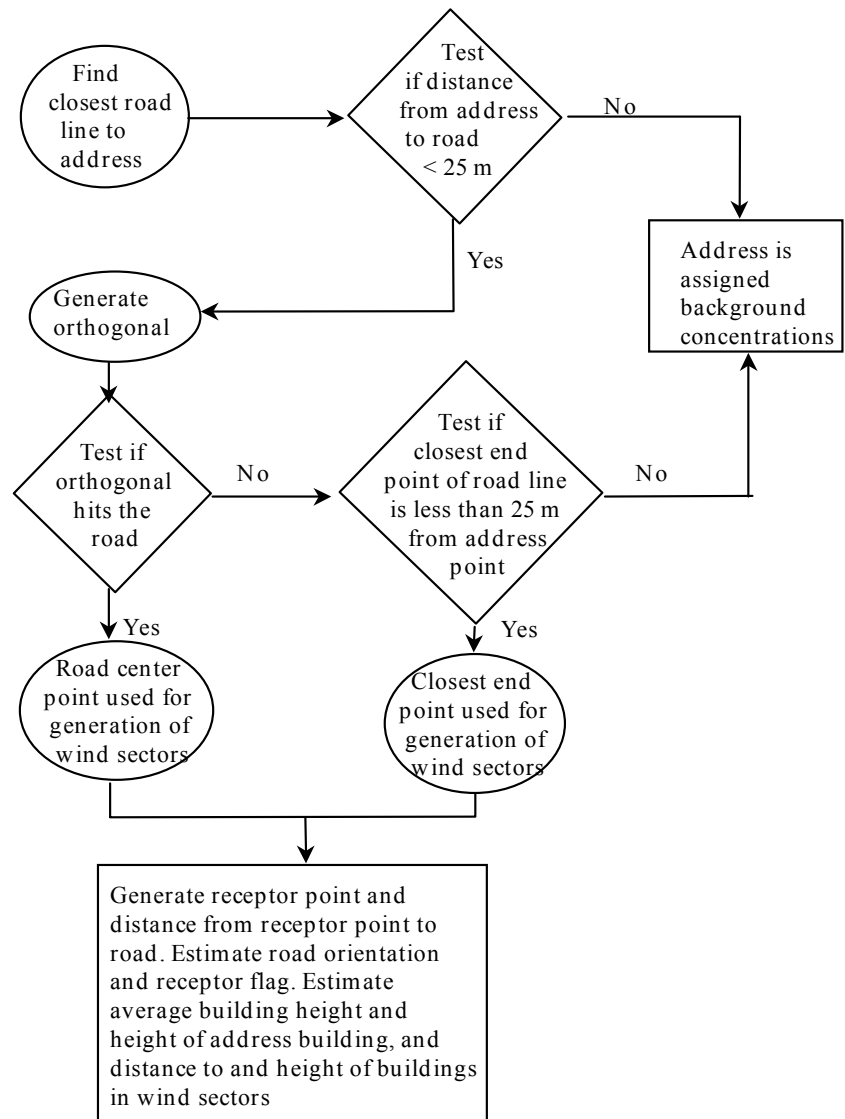 Find
closest road
line to
address
Test
if distance
from address
to road
< 25 m
No
Yes
Address is
assigned
background
concentrations
Generate
orthogonal
Test if
orthogonal
hits the
road
No
Test if
closest end
point of road line
is less than 25 m
from address
point
No
Yes
Yes
Road center
point used for
generation of
wind sectors
Closest end
point used for
generation of
wind sectors
Generate receptor point and
distance from receptor point to
road. Estimate road orientation
and receptor flag. Estimate
average building height and
height of address building, and
distance to and height of buildings
in wind sectors